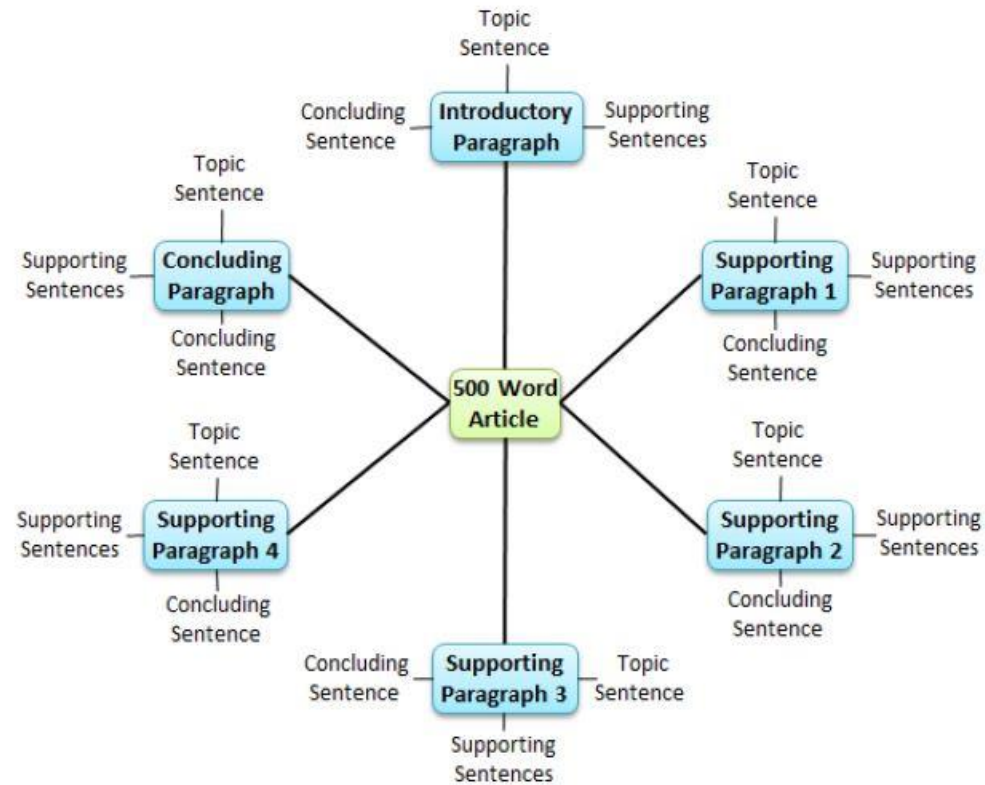 Topic
Sentence
Concluding
Sentence
Introductory
Paragraph
Supporting
Sentences
Topic
Sentence
Supporting
Sentences
Concluding
Paragraph
Concluding
Sentence
Topic
Sentence
Supporting
Paragraph 1
Supporting
Sentences
Concluding
Sentence
500 Word
Article
Topic
Sentence
Supporting
Sentences
Supporting
Paragraph 4
Concluding
Sentence
Topic
Sentence
Supporting
Paragraph 2
Supporting
Sentences
Concluding
Sentence
Concluding
Sentence
Supporting
Paragraph 3
Topic
Sentence
Supporting
Sentences